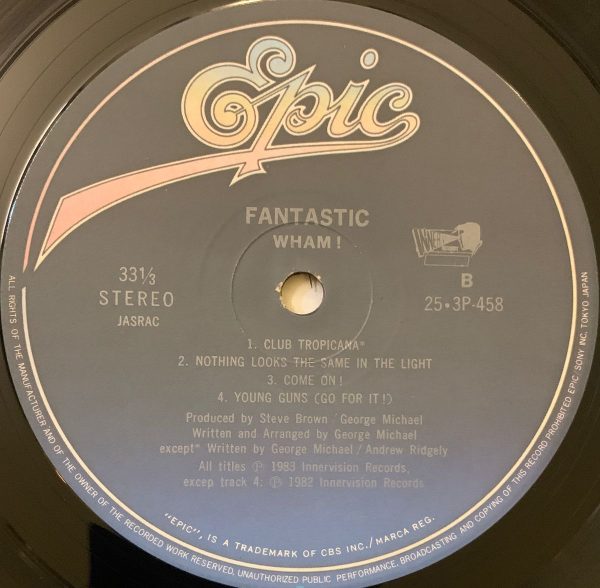 Epic
FANTASTIC
WHAM!
INNER
33⅓
STEREO
JASRAC
B
25・3P-458
1. CLUB TROPICANA*
2. NOTHING LOOKS THE SAME IN THE LIGHT
3. COME ON!
4. YOUNG GUNS (GO FOR IT!)
Produced by Steve Brown / George Michael
Written and Arranged by George Michael
except* Written by George Michael / Andrew Ridgely
All titles Ⓟ 1983 Innervision Records,
excep track 4: Ⓟ 1982 Innervision Records
"EPIC", IS A TRADEMARK OF CBS INC./MARCA REG.
ALL RIGHTS OF THE MANUFACTURER AND OF THE OWNER OF THE RECORDED WORK RESERVED. UNAUTHORIZED PUBLIC PERFORMANCE, BROADCASTING AND COPYING OF THIS RECORD PROHIBITED EPIC/SONY INC. TOKYO JAPAN